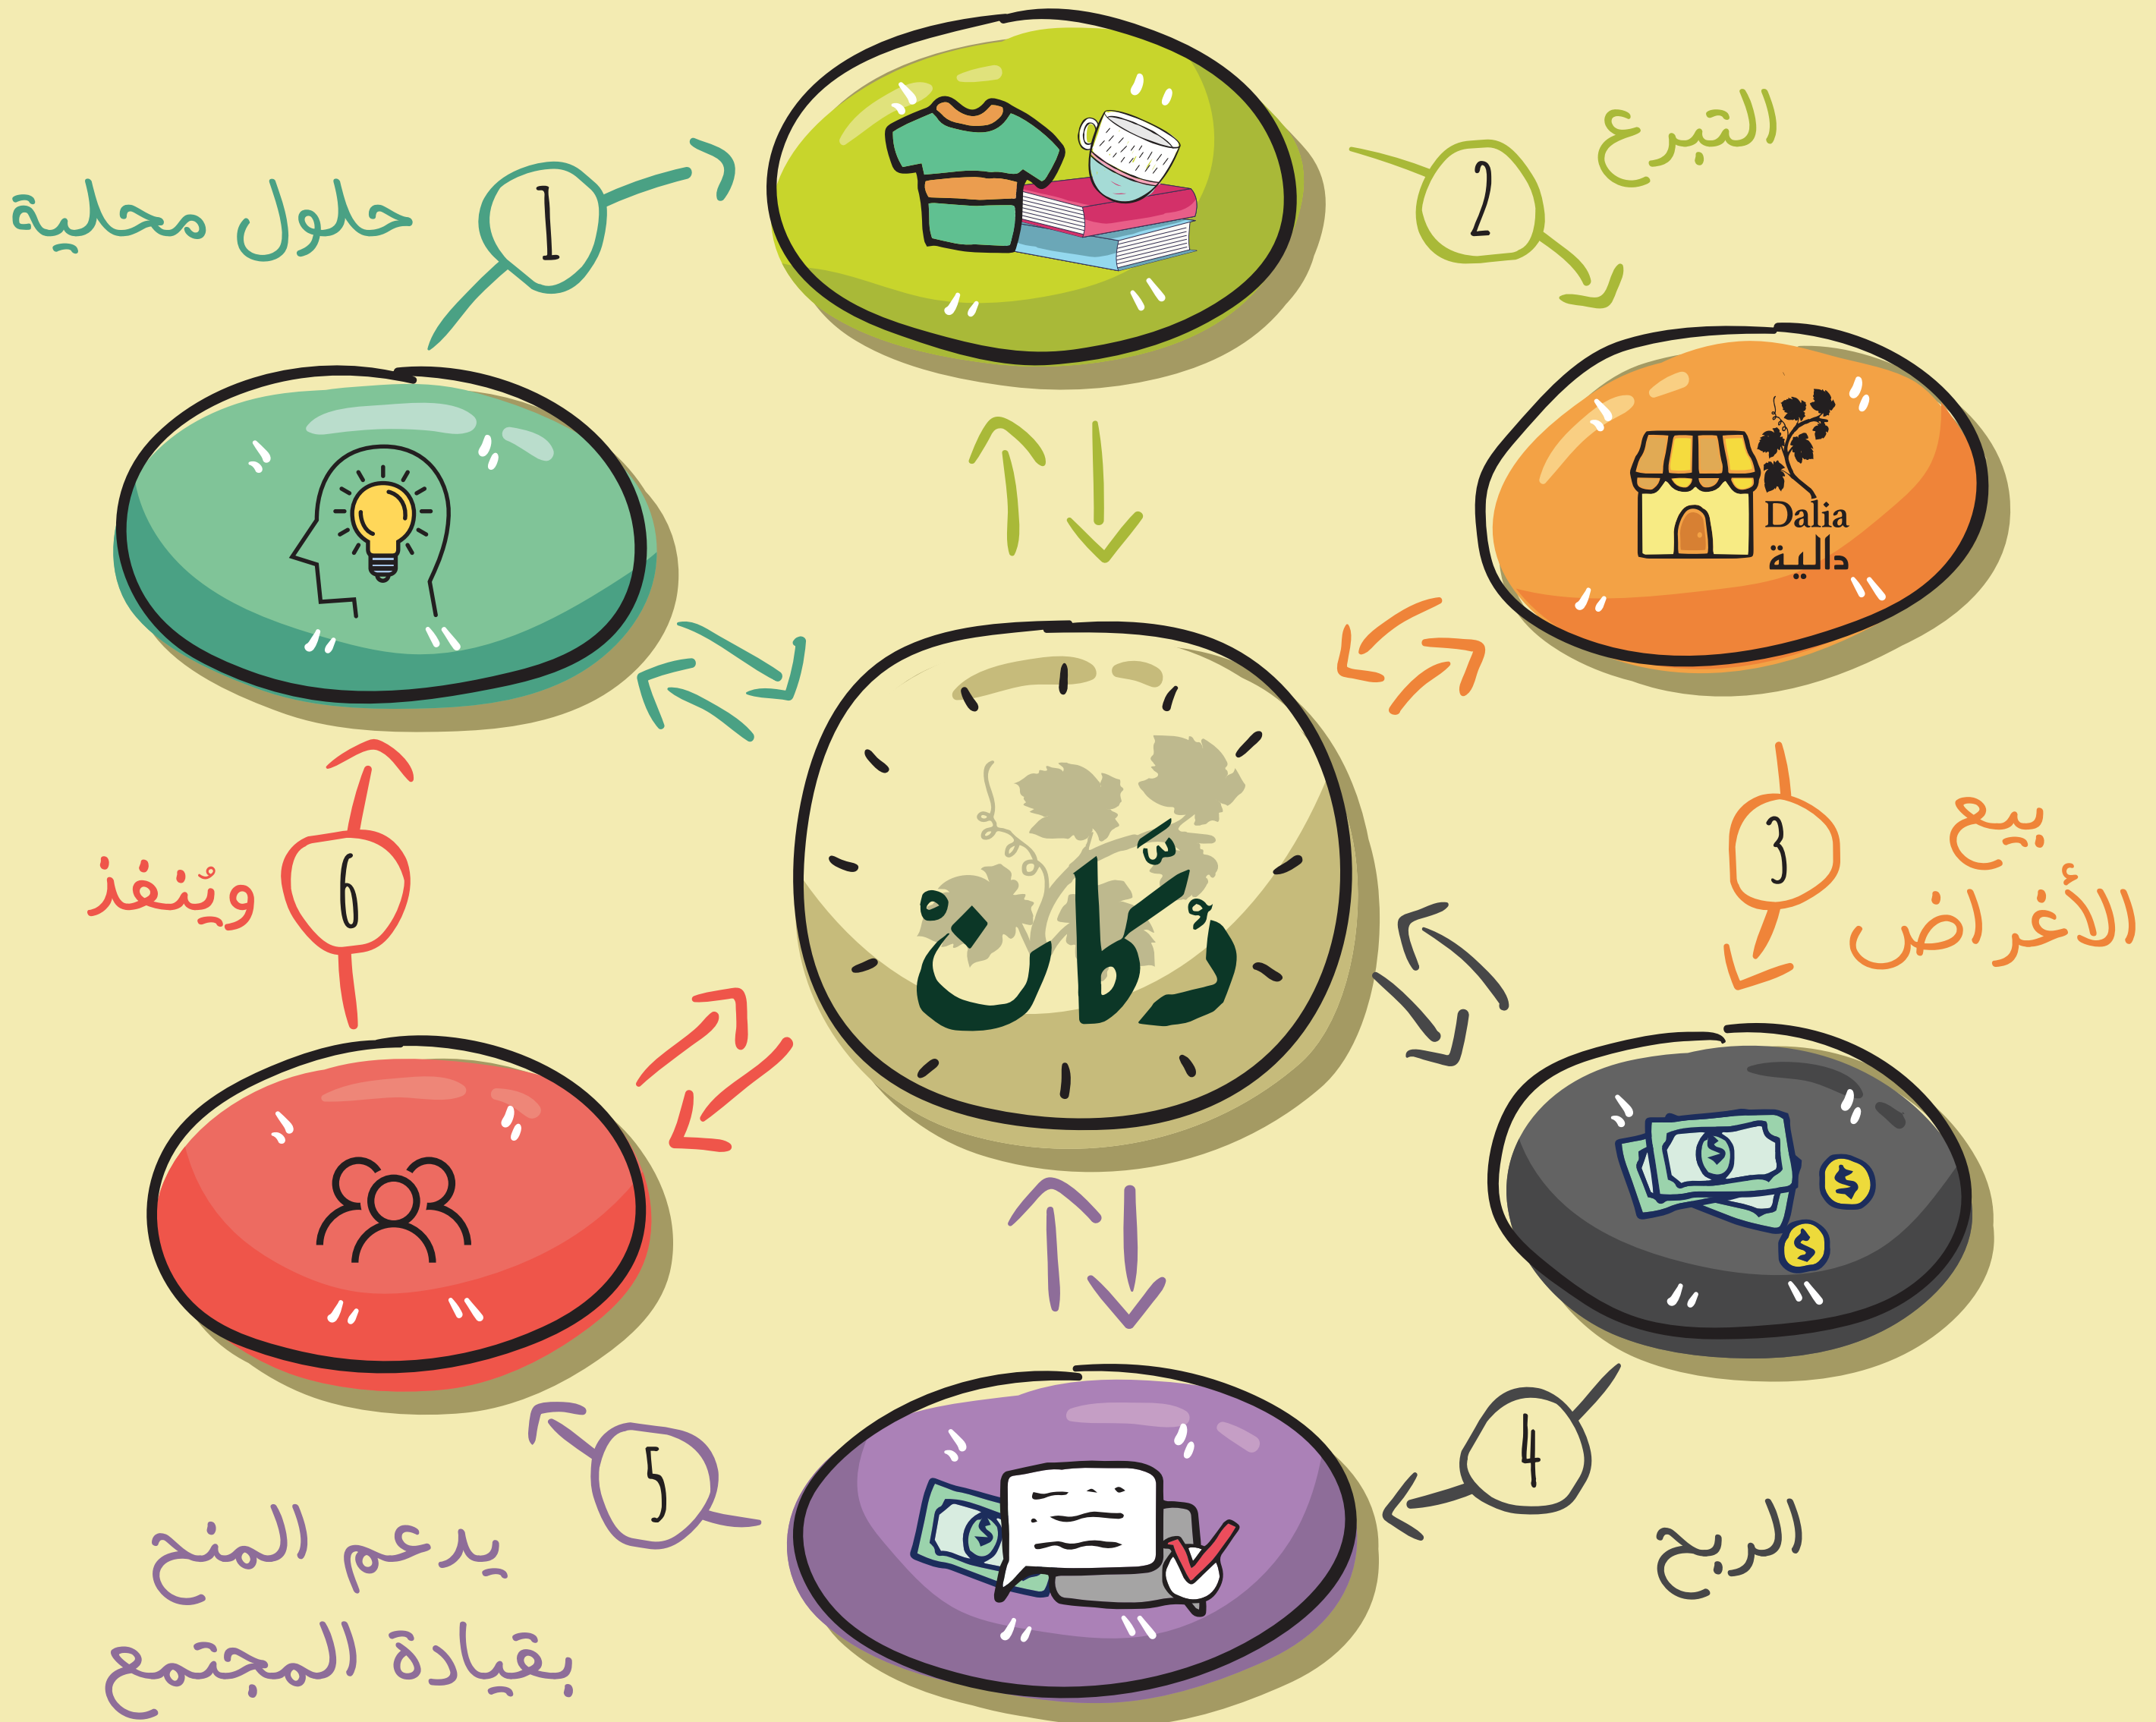 حلول محلية
1
2
التبرع
Dalia
دالية
3
بيع
الأغراض
دُكَّانْ
6
ويُنفذ
4
الربح
5
يدعم المنح
بقيادة المجتمع